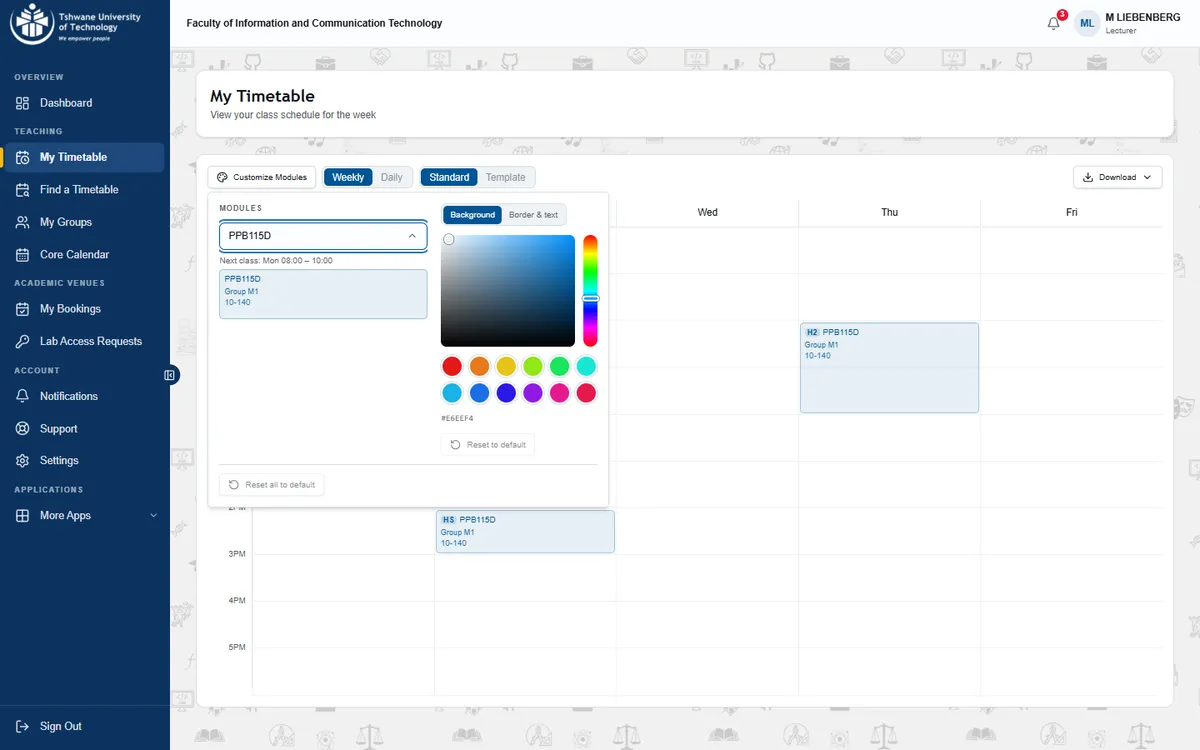 Tshwane University
of Technology
We empower people
Faculty of Information and Communication Technology
3
ML
M LIEBENBERG
Lecturer
OVERVIEW
Dashboard
TEACHING
My Timetable
Find a Timetable
My Groups
Core Calendar
ACADEMIC VENUES
My Bookings
Lab Access Requests
ACCOUNT
Notifications
Support
Settings
APPLICATIONS
More Apps
Sign Out
My Timetable
View your class schedule for the week
Customize Modules
Weekly
Daily
Standard
Template
Download
MODULES
PPB115D
Next class: Mon 08:00 – 10:00
PPB115D
Group M1
10-140
Background
Border & text
#E6EEF4
Reset to default
Reset all to default
Wed
Thu
Fri
H2 PPB115D
Group M1
10-140
2PM
HS PPB115D
Group M1
10-140
3PM
4PM
5PM